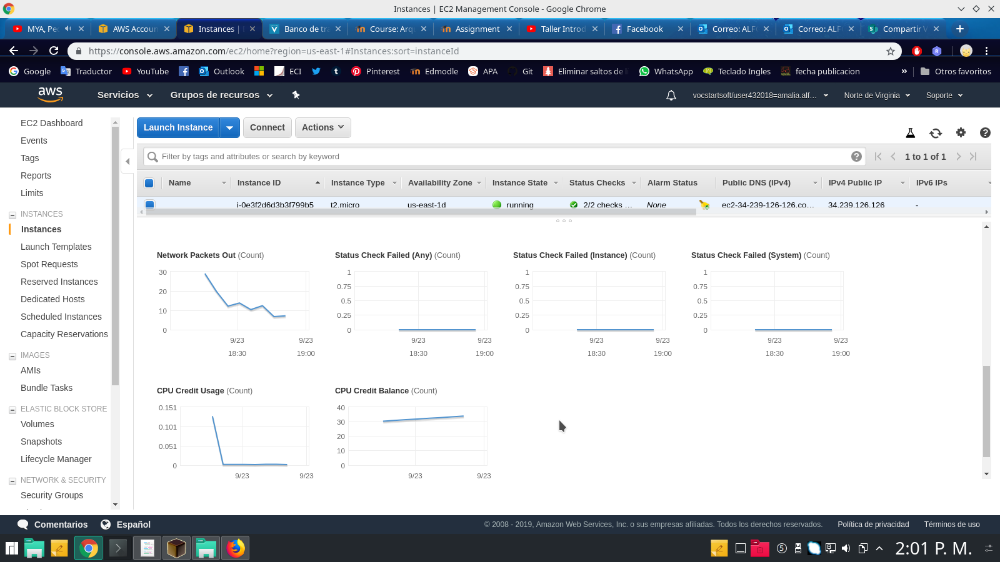 Instances | EC2 Management Console - Google Chrome
MYA, Pe
AWS Accoun
Instances |
Banco de tra
Course: Arqu
Assignment
Taller Introd
Facebook
Correo: ALF
Correo: ALF
Compartir V
https://console.aws.amazon.com/ec2/home?region=us-east-1#Instances:sort=instanceId
Google
Traductor
YouTube
Outlook
ECI
Pinterest
Edmodle
APA
Git
Eliminar saltos de l
WhatsApp
Teclado Ingles
fecha publicacion
»
Otros favoritos
aws
Servicios
Grupos de recursos
vocstartsoft/user432018=amalia.alf...
Norte de Virginia
Soporte
EC2 Dashboard
Events
Tags
Reports
Limits
INSTANCES
Instances
Launch Templates
Spot Requests
Reserved Instances
Dedicated Hosts
Scheduled Instances
Capacity Reservations
IMAGES
AMIs
Bundle Tasks
ELASTIC BLOCK STORE
Volumes
Snapshots
Lifecycle Manager
NETWORK & SECURITY
Security Groups
Launch Instance
Connect
Actions
Filter by tags and attributes or search by keyword
1 to 1 of 1
Name
Instance ID
Instance Type
Availability Zone
Instance State
Status Checks
Alarm Status
Public DNS (IPv4)
IPv4 Public IP
IPv6 IPs
i-0e3f2d6d3b3f799b5
t2.micro
us-east-1d
running
2/2 checks ...
None
ec2-34-239-126-126.co...
34.239.126.126
-
Network Packets Out (Count)
30
20
10
0
9/23
18:30
9/23
19:00
Status Check Failed (Any) (Count)
1
0.75
0.5
0.25
0
9/23
18:30
9/23
19:00
Status Check Failed (Instance) (Count)
1
0.75
0.5
0.25
0
9/23
18:30
9/23
19:00
Status Check Failed (System) (Count)
1
0.75
0.5
0.25
0
9/23
18:30
9/23
19:00
CPU Credit Usage (Count)
0.151
0.101
0.051
0
9/23
9/23
CPU Credit Balance (Count)
40
30
20
10
0
9/23
9/23
Comentarios
Español
© 2008 - 2019, Amazon Web Services, Inc. o sus empresas afiliadas. Todos los derechos reservados.
Política de privacidad
Términos de uso
2:01 P. M.